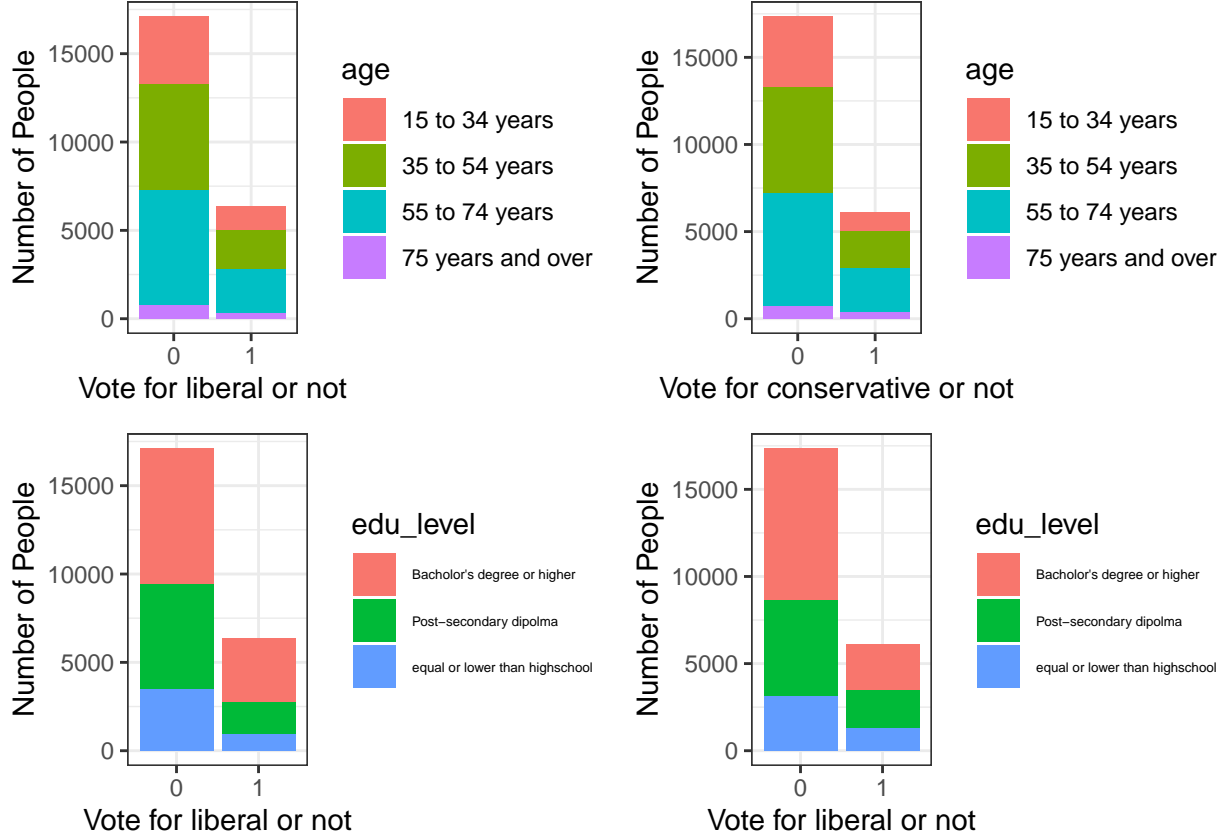 Number of People
15000
10000
5000
0
0 1
Vote for liberal or not
age
15 to 34 years
35 to 54 years
55 to 74 years
75 years and over
Number of People
15000
10000
5000
0
0 1
Vote for conservative or not
age
15 to 34 years
35 to 54 years
55 to 74 years
75 years and over
Number of People
15000
10000
5000
0
0 1
Vote for liberal or not
edu_level
Bacholor's degree or higher
Post−secondary dipolma
equal or lower than highschool
Number of People
15000
10000
5000
0
0 1
Vote for liberal or not
edu_level
Bacholor's degree or higher
Post−secondary dipolma
equal or lower than highschool